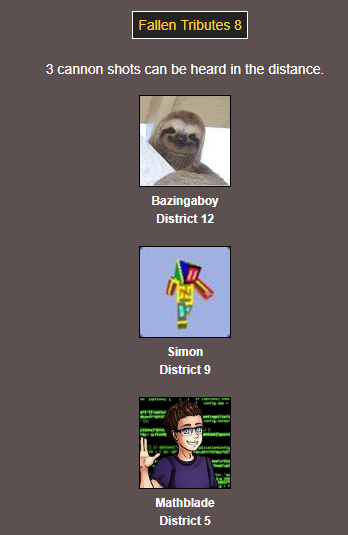 Fallen Tributes 8
3 cannon shots can be heard in the distance.
Bazingaboy
District 12
Simon
District 9
Mathblade
District 5